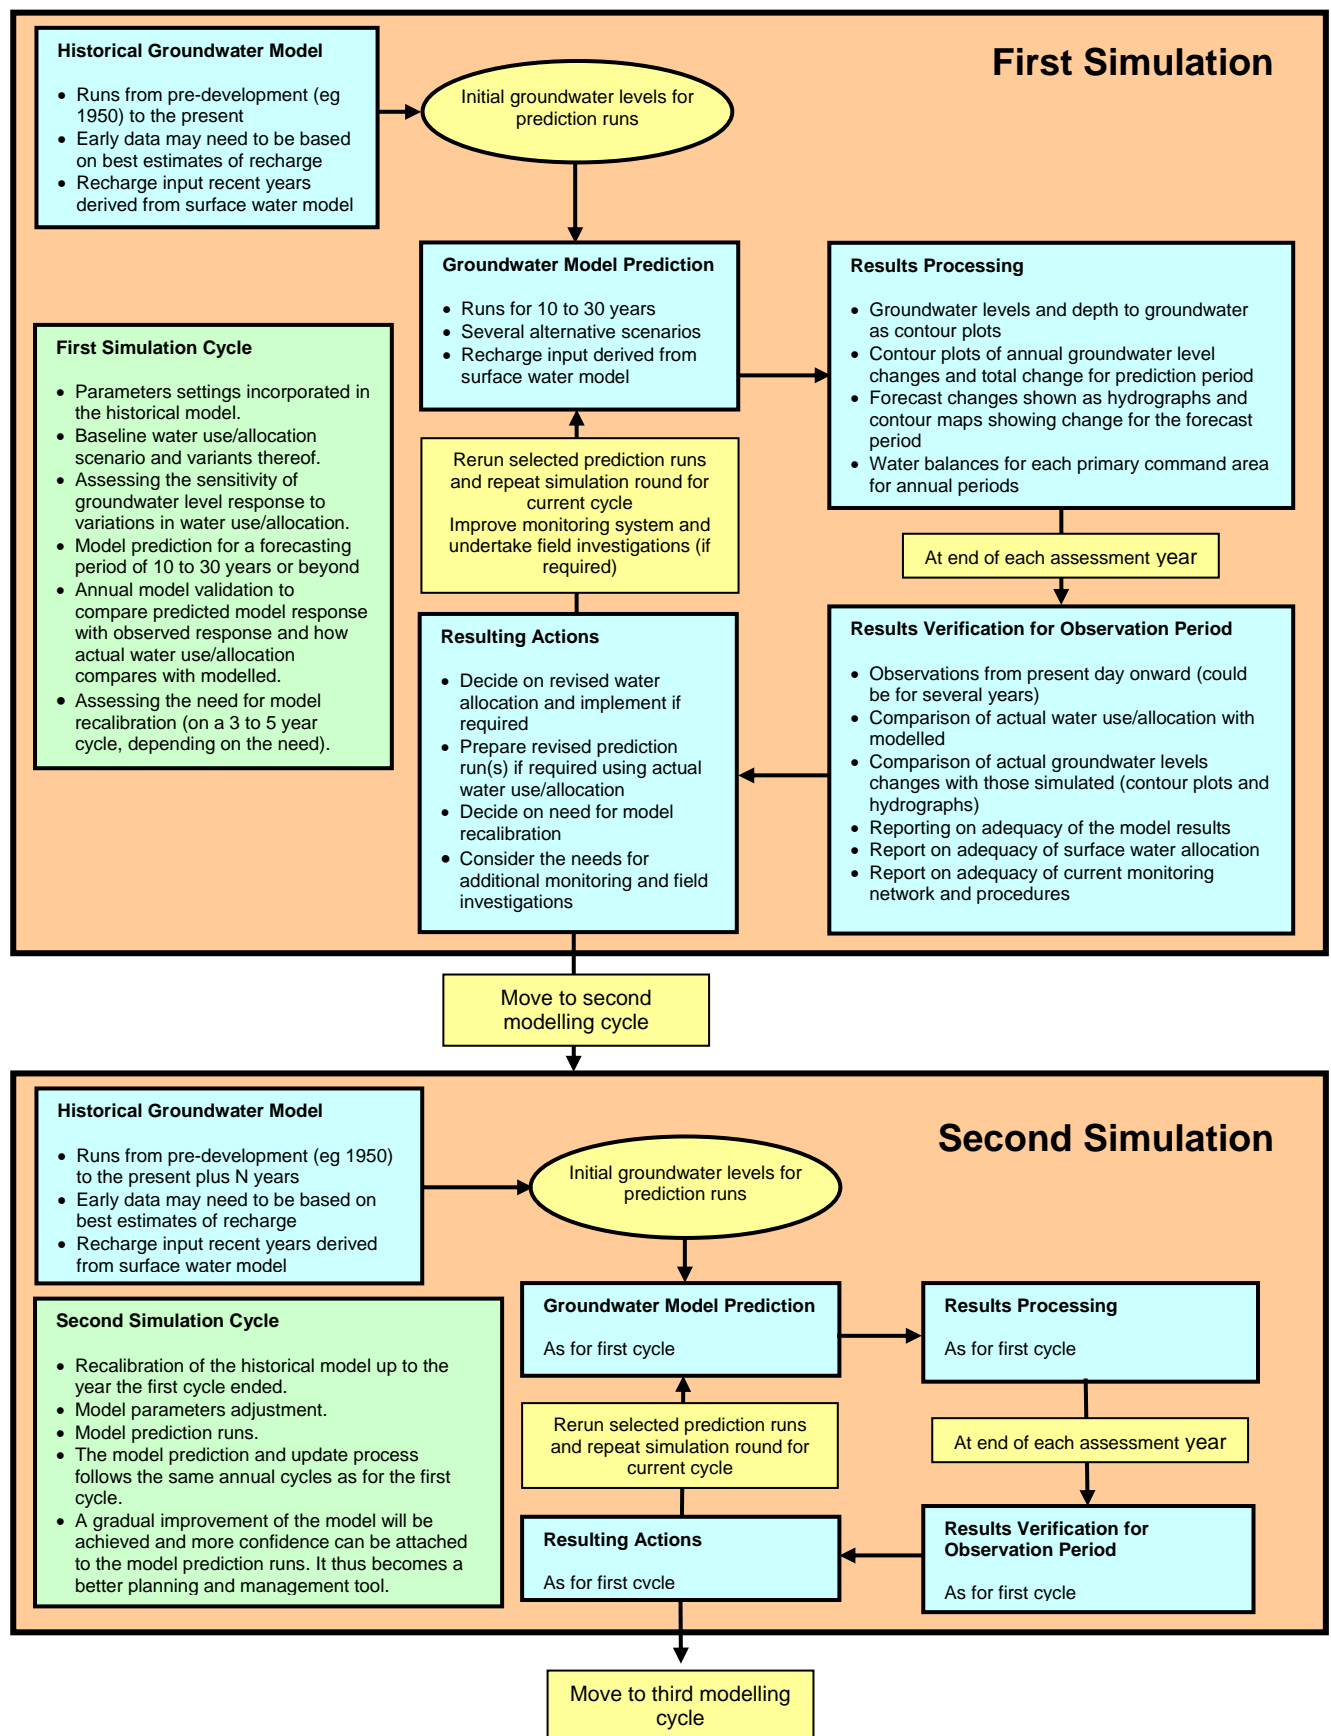 First Simulation
Historical Groundwater Model
• Runs from pre-development (eg
1950) to the present
• Early data may need to be based
on best estimates of recharge
• Recharge input recent years
derived from surface water model
Initial groundwater levels for
prediction runs
Groundwater Model Prediction
• Runs for 10 to 30 years
• Several alternative scenarios
• Recharge input derived from
surface water model
Results Processing
• Groundwater levels and depth to groundwater
as contour plots
• Contour plots of annual groundwater level
changes and total change for prediction period
• Forecast changes shown as hydrographs and
contour maps showing change for the forecast
period
• Water balances for each primary command area
for annual periods
First Simulation Cycle
• Parameters settings incorporated in
the historical model.
• Baseline water use/allocation
scenario and variants thereof.
• Assessing the sensitivity of
groundwater level response to
variations in water use/allocation.
• Model prediction for a forecasting
period of 10 to 30 years or beyond
• Annual model validation to
compare predicted model response
with observed response and how
actual water use/allocation
compares with modelled.
• Assessing the need for model
recalibration (on a 3 to 5 year
cycle, depending on the need).
Rerun selected prediction runs
and repeat simulation round for
current cycle
Improve monitoring system and
undertake field investigations (if
required)
At end of each assessment year
Resulting Actions
• Decide on revised water
allocation and implement if
required
• Prepare revised prediction
run(s) if required using actual
water use/allocation
• Decide on need for model
recalibration
• Consider the needs for
additional monitoring and field
investigations
Results Verification for Observation Period
• Observations from present day onward (could
be for several years)
• Comparison of actual water use/allocation with
modelled
• Comparison of actual groundwater levels
changes with those simulated (contour plots and
hydrographs)
• Reporting on adequacy of the model results
• Report on adequacy of surface water allocation
• Report on adequacy of current monitoring
network and procedures
Move to second
modelling cycle
Second Simulation
Historical Groundwater Model
• Runs from pre-development (eg 1950)
to the present plus N years
• Early data may need to be based on
best estimates of recharge
• Recharge input recent years derived
from surface water model
Initial groundwater levels for
prediction runs
Groundwater Model Prediction
As for first cycle
Results Processing
As for first cycle
Second Simulation Cycle
• Recalibration of the historical model up to the
year the first cycle ended.
• Model parameters adjustment.
• Model prediction runs.
• The model prediction and update process
follows the same annual cycles as for the first
cycle.
• A gradual improvement of the model will be
achieved and more confidence can be attached
to the model prediction runs. It thus becomes a
better planning and management tool.
Rerun selected prediction runs
and repeat simulation round for
current cycle
At end of each assessment year
Resulting Actions
As for first cycle
Results Verification for
Observation Period
As for first cycle
Move to third modelling
cycle